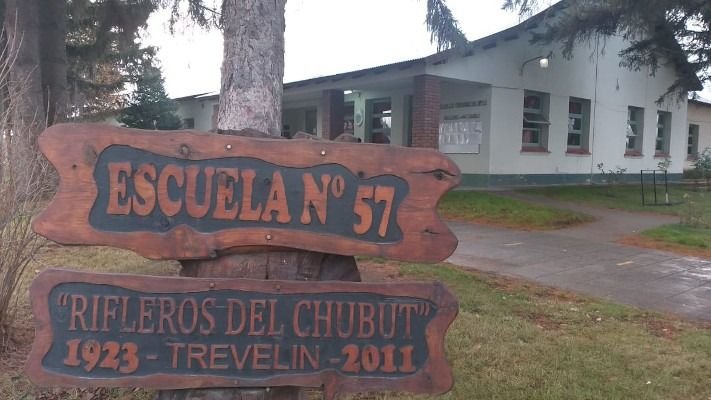 ESCUELA Nº 57
"RIFLEROS DEL CHUBUT"
1923 - TREVELIN - 2011